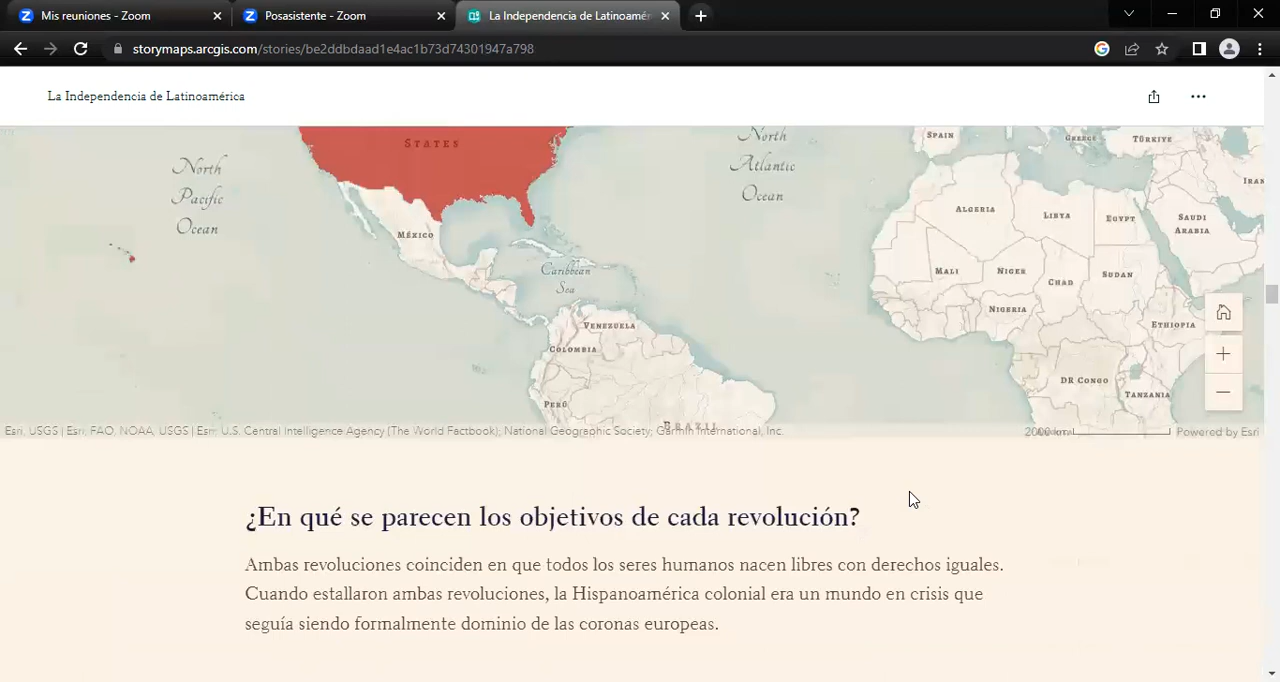 Mis reuniones - Zoom
Posasistente - Zoom
La Independencia de Latinoamér
storymaps.arcgis.com/stories/be2ddbdaad1e4ac1b73d74301947a798
La Independencia de Latinoamérica
STATES
North
Pacific
Ocean
MÉXICO
Caribbean
Sea
VENEZUELA
COLOMBIA
PERÚ
BRAZIL
North
Atlantic
Ocean
SPAIN
GREECE
TÜRKIYE
IRAN
ALGERIA
LIBYA
EGYPT
SAUDI
ARABIA
MALI
NIGER
CHAD
SUDAN
NIGERIA
ETHIOPIA
DR CONGO
TANZANIA
Esri, USGS | Esri, FAO, NOAA, USGS | Esri; U.S. Central Intelligence Agency (The World Factbook); National Geographic Society; Garmin International, Inc.
2000 km
Powered by Esri
¿En qué se parecen los objetivos de cada revolución?
Ambas revoluciones coinciden en que todos los seres humanos nacen libres con derechos iguales.
Cuando estallaron ambas revoluciones, la Hispanoamérica colonial era un mundo en crisis que
seguía siendo formalmente dominio de las coronas europeas.